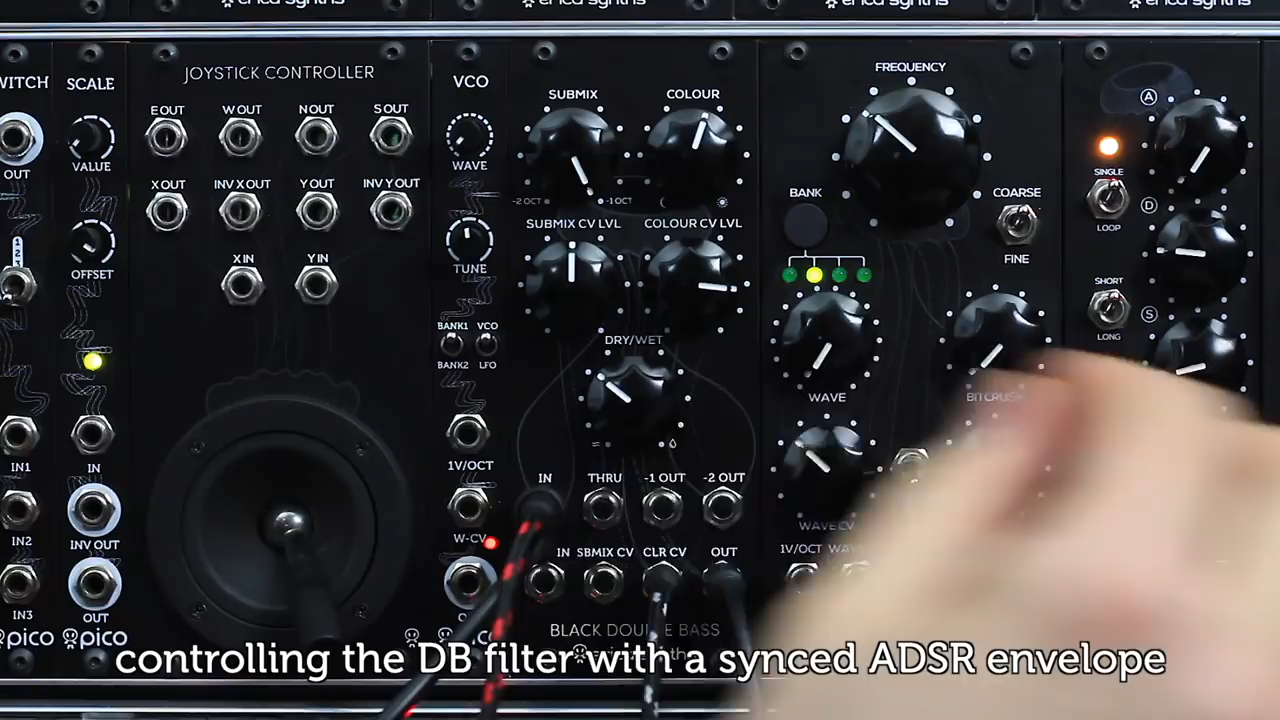 erica synths
erica synths
erica synths
erica synths
WITCH
OUT
IN1
IN2
IN3
pico
SCALE
VALUE
OFFSET
IN
INV OUT
OUT
pico
JOYSTICK CONTROLLER
E OUT W OUT N OUT S OUT
X OUT INV X OUT Y OUT INV Y OUT
X IN Y IN
VCO
WAVE
TUNE
BANK1 VCO
BANK2 LFO
1V/OCT
W-CV
pico
SUBMIX COLOUR
-2 OCT -1 OCT
SUBMIX CV LVL COLOUR CV LVL
DRY/WET
IN THRU -1 OUT -2 OUT
IN SBMIX CV CLR CV OUT
BLACK DOUBLE BASS
FREQUENCY
BANK COARSE
FINE
WAVE BITCRUSH
WAVE CV
1V/OCT
A
SINGLE
LOOP
D
SHORT
LONG
S
controlling the DB filter with a synced ADSR envelope